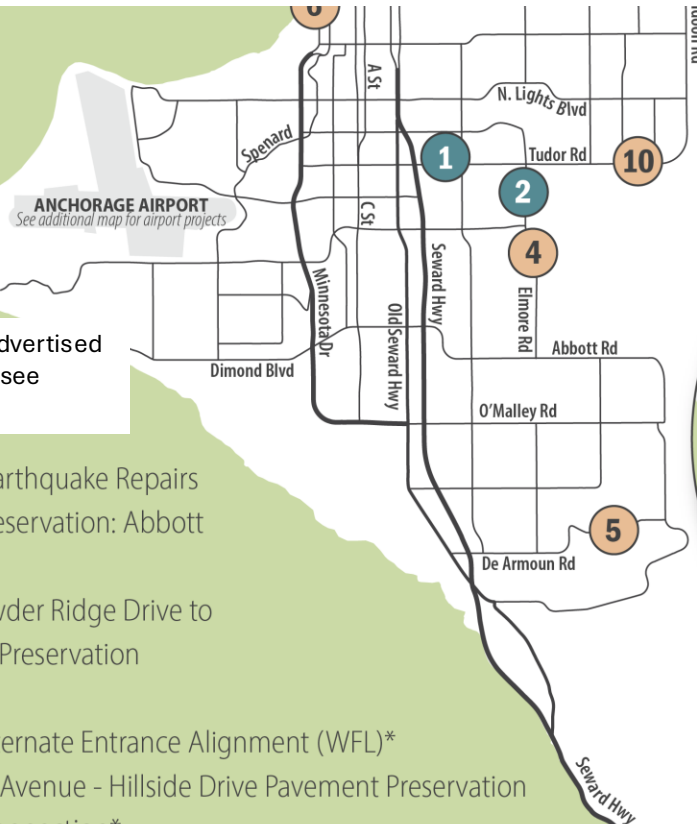 A St
N. Lights Blvd
Spenard
1
Tudor Rd
10
2
ANCHORAGE AIRPORT
See additional map for airport projects
C St
4
Seward Hwy
Minnesota Dr
Elmore Rd
Old Seward Hwy
dvertised
see
Abbott Rd
Dimond Blvd
O'Malley Rd
arthquake Repairs
eservation: Abbott
5
De Armoun Rd
der Ridge Drive to
Preservation
ernate Entrance Alignment (WFL)*
Avenue - Hillside Drive Pavement Preservation
Seward Hwy